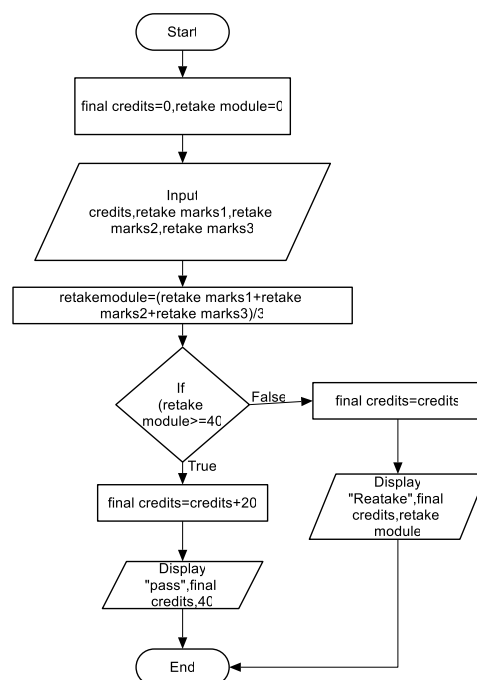 Start
final credits=0,retake module=0
Input
credits,retake marks1,retake
marks2,retake marks3
retakemodule=(retake marks1+retake
marks2+retake marks3)/3
If
(retake
module>=40
False
final credits=credits
True
final credits=credits+20
Display
"Reatake",final
credits,retake
module
Display
"pass",final
credits,40
End